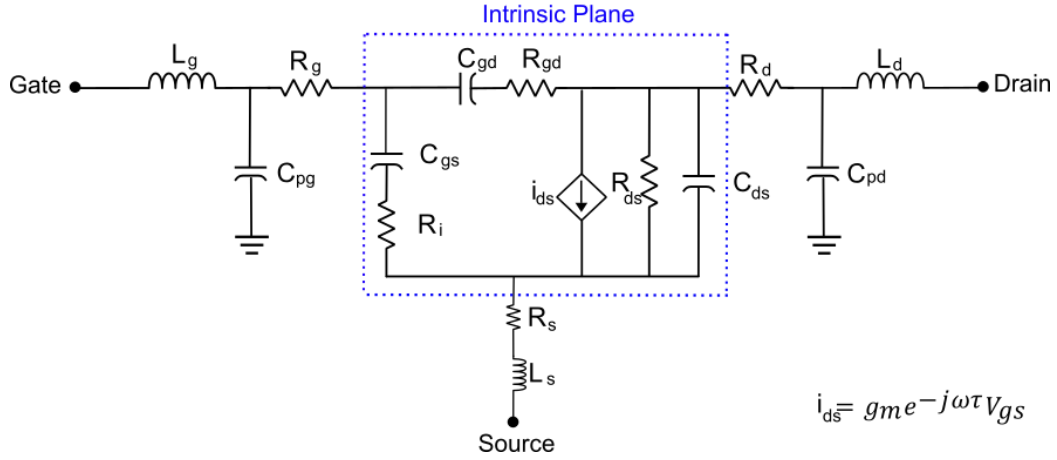 Intrinsic Plane
Gate
Lg
Rg
Cgd
Rgd
Rd
Ld
Drain
Cpg
Cgs
Ri
ids
Rds
Cds
Cpd
Rs
Ls
Source
ids = gme−jωτVgs